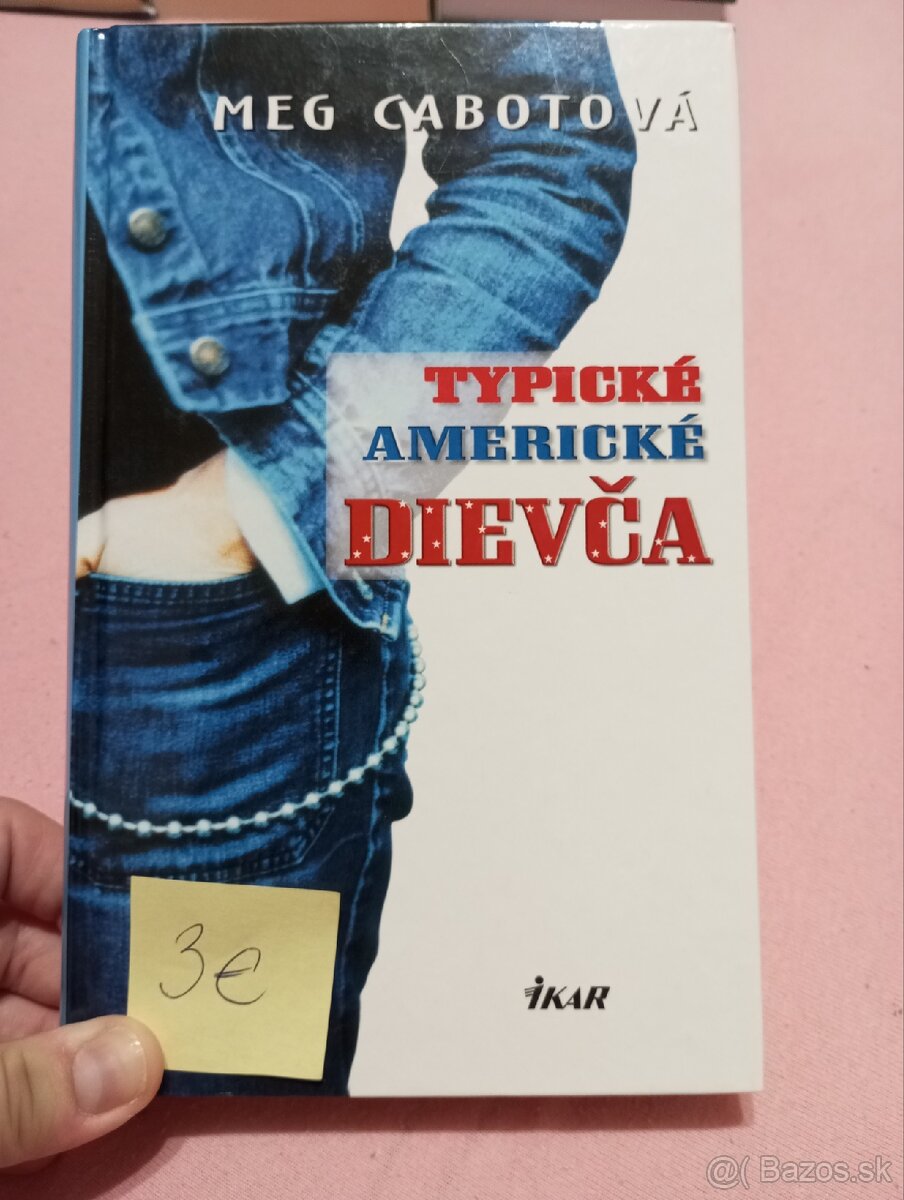 MEG CABOTOVÁ
TYPICKÉ
AMERICKÉ
DIEVČA
3€
IKAR
@( Bazos.sk